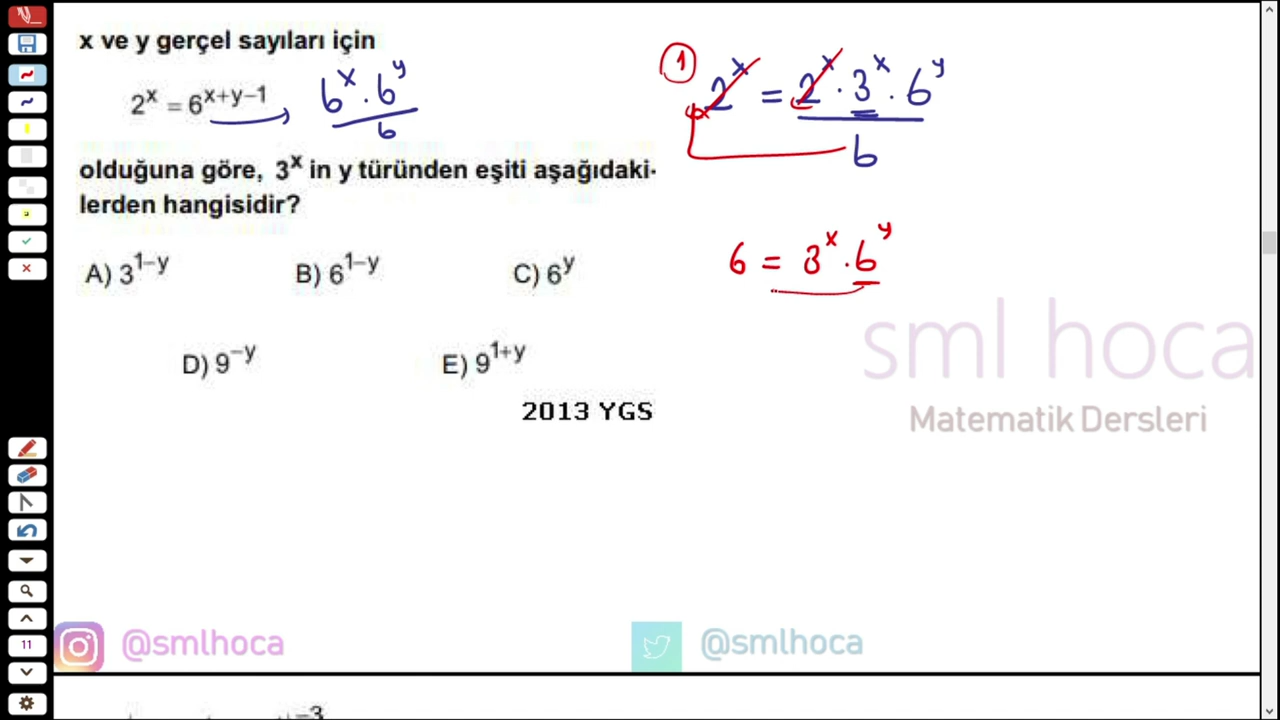 x ve y gerçel sayıları için
2^x = 6^{x+y−1} → 6^x · 6^y / 6
olduğuna göre, 3^x in y türünden eşiti aşağıdaki-
lerden hangisidir?
A) 3^{1−y} B) 6^{1−y} C) 6^y
D) 9^{−y} E) 9^{1+y}
2013 YGS
1 2^x = 2^x · 3^x · 6^y / 6
6 = 3^x · 6^y
sml hoca
Matematik Dersleri
11
@smlhoca @smlhoca
−3